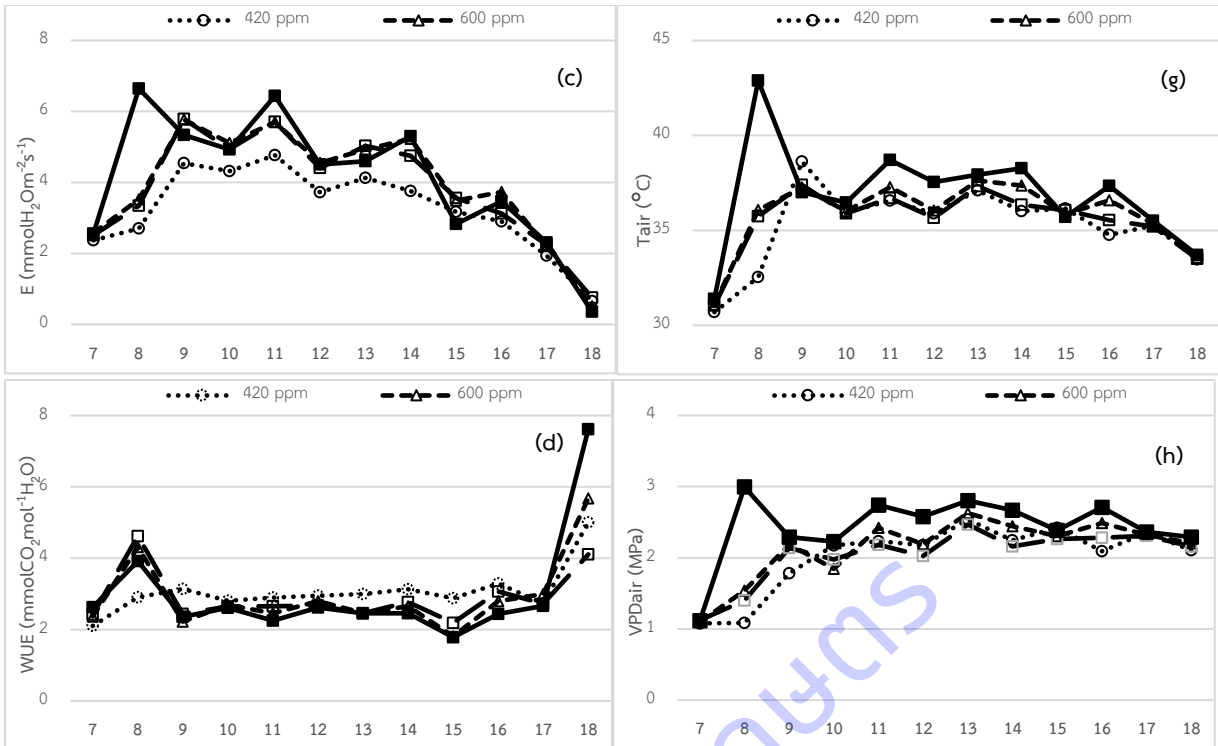 420 ppm 600 ppm
8
6
4
2
0
E (mmolH₂Om⁻²s⁻¹)
(c)
7 8 9 10 11 12 13 14 15 16 17 18
420 ppm 600 ppm
45
40
35
30
Tair (°C)
(g)
7 8 9 10 11 12 13 14 15 16 17 18
420 ppm 600 ppm
8
6
4
2
0
WUE (mmolCO₂mol⁻¹H₂O)
(d)
7 8 9 10 11 12 13 14 15 16 17 18
420 ppm 600 ppm
4
3
2
1
0
VPDair (MPa)
(h)
7 8 9 10 11 12 13 14 15 16 17 18